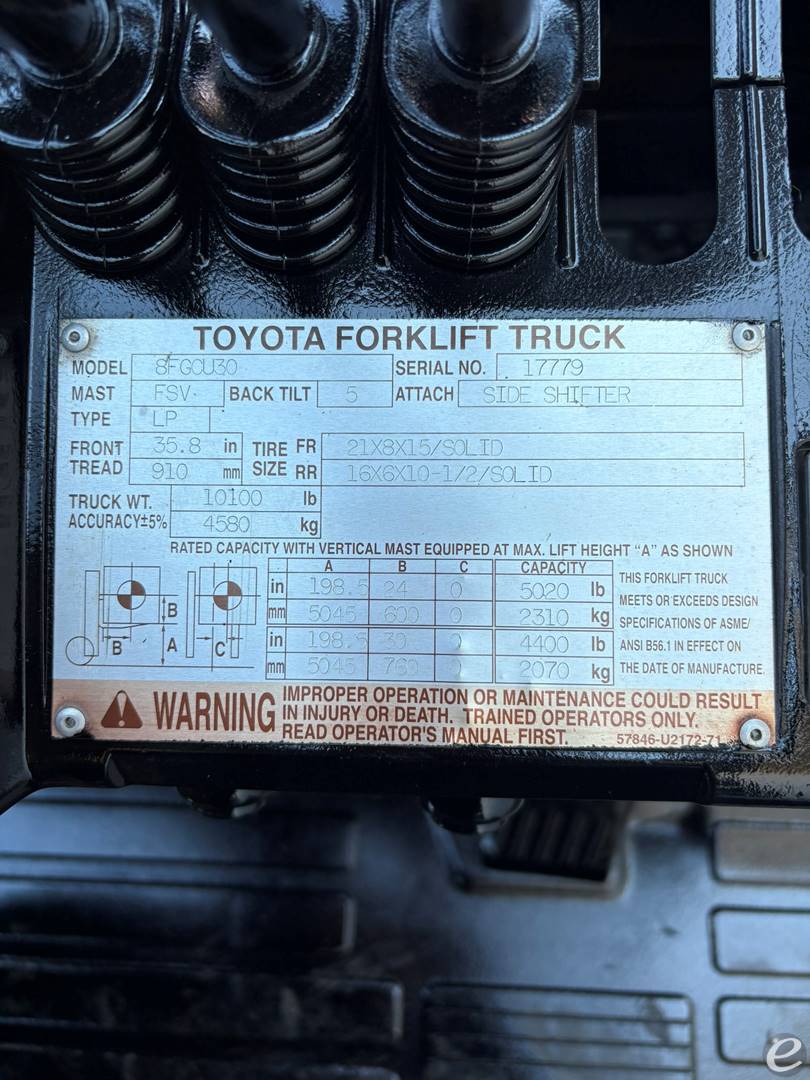 TOYOTA FORKLIFT TRUCK
MODEL 8FGCU30 SERIAL NO. 17779
MAST FSV BACK TILT 5 ATTACH SIDE SHIFTER
TYPE LP
FRONT TREAD 35.8 in 910 mm
TIRE SIZE FR 21X8X15/SOLID
RR 16X6X10-1/2/SOLID
TRUCK WT. 10100 lb
ACCURACY±5% 4580 kg
RATED CAPACITY WITH VERTICAL MAST EQUIPPED AT MAX. LIFT HEIGHT “A” AS SHOWN
A B C CAPACITY
in 198.5 24 0 5020 lb
mm 5045 600 0 2310 kg
in 198.5 30 0 4400 lb
mm 5045 760 0 2070 kg
B A B C
THIS FORKLIFT TRUCK
MEETS OR EXCEEDS DESIGN
SPECIFICATIONS OF ASME/
ANSI B56.1 IN EFFECT ON
THE DATE OF MANUFACTURE.
WARNING
IMPROPER OPERATION OR MAINTENANCE COULD RESULT
IN INJURY OR DEATH. TRAINED OPERATORS ONLY.
READ OPERATOR'S MANUAL FIRST. 57846-U2172-71
e